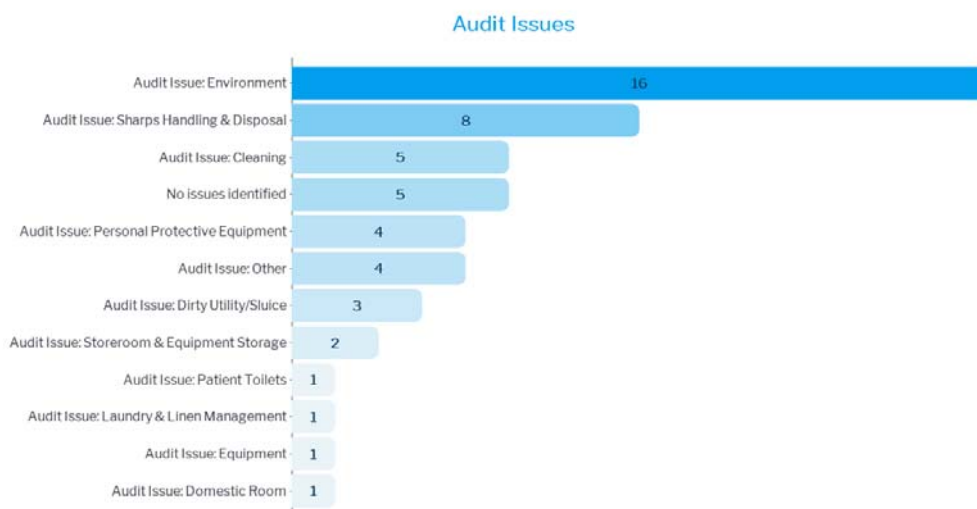 Audit Issues
Audit Issue: Environment 16
Audit Issue: Sharps Handling & Disposal 8
Audit Issue: Cleaning 5
No issues identified 5
Audit Issue: Personal Protective Equipment 4
Audit Issue: Other 4
Audit Issue: Dirty Utility/Sluice 3
Audit Issue: Storeroom & Equipment Storage 2
Audit Issue: Patient Toilets 1
Audit Issue: Laundry & Linen Management 1
Audit Issue: Equipment 1
Audit Issue: Domestic Room 1